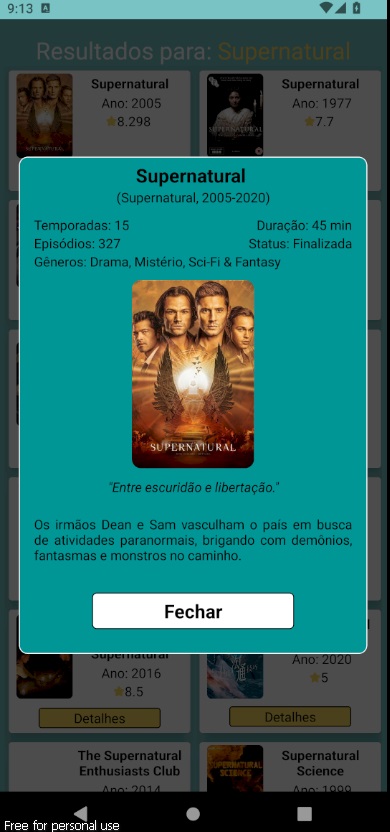 9:13
Resultados para: Supernatural
Supernatural
Ano: 2005
8.298
SUPERNATURAL
Supernatural
Ano: 1977
7.7
SUPERNATURAL
Supernatural
(Supernatural, 2005-2020)
Temporadas: 15
Duração: 45 min
Episódios: 327
Status: Finalizada
Gêneros: Drama, Mistério, Sci-Fi & Fantasy
SUPERNATURAL
"Entre escuridão e libertação."
Os irmãos Dean e Sam vasculham o país em busca
de atividades paranormais, brigando com demônios,
fantasmas e monstros no caminho.
Fechar
Supernatural
Ano: 2016
8.5
Detalhes
Ano: 2020
5
Detalhes
The Supernatural
Enthusiasts Club
Ano: 2014
SUPERNATURAL
SCIENCE
Supernatural
Science
Ano: 1999
Free for personal use